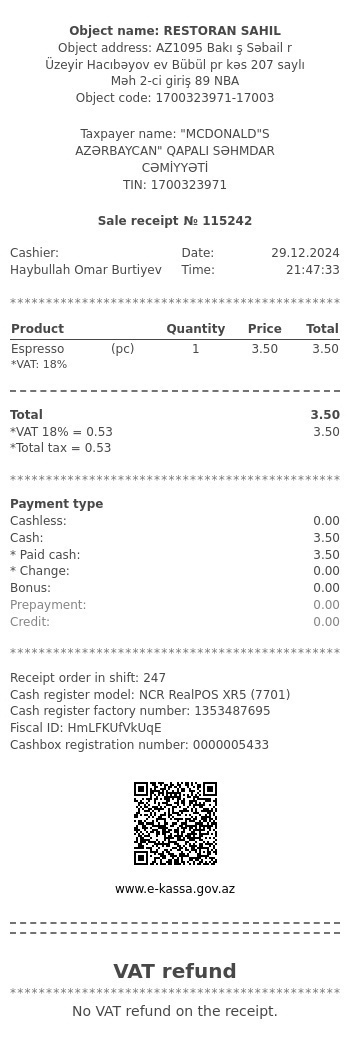 Object name: RESTORAN SAHIL
Object address: AZ1095 Bakı ş Səbail r
Üzeyir Hacıbəyov ev Bübül pr kəs 207 saylı
Məh 2-ci giriş 89 NBA
Object code: 1700323971-17003
Taxpayer name: "MCDONALD"S
AZƏRBAYCAN" QAPALI SƏHMDAR
CƏMİYYƏTİ
TIN: 1700323971
Sale receipt № 115242
Cashier: Date: 29.12.2024
Haybullah Omar Burtiyev Time: 21:47:33
**********************************************
Product Quantity Price Total
Espresso (pc) 1 3.50 3.50
*VAT: 18%
Total 3.50
*VAT 18% = 0.53 3.50
*Total tax = 0.53
**********************************************
Payment type
Cashless: 0.00
Cash: 3.50
* Paid cash: 3.50
* Change: 0.00
Bonus: 0.00
Prepayment: 0.00
Credit: 0.00
**********************************************
Receipt order in shift: 247
Cash register model: NCR RealPOS XR5 (7701)
Cash register factory number: 1353487695
Fiscal ID: HmLFKUfVkUqE
Cashbox registration number: 0000005433
www.e-kassa.gov.az
VAT refund
**********************************************
No VAT refund on the receipt.